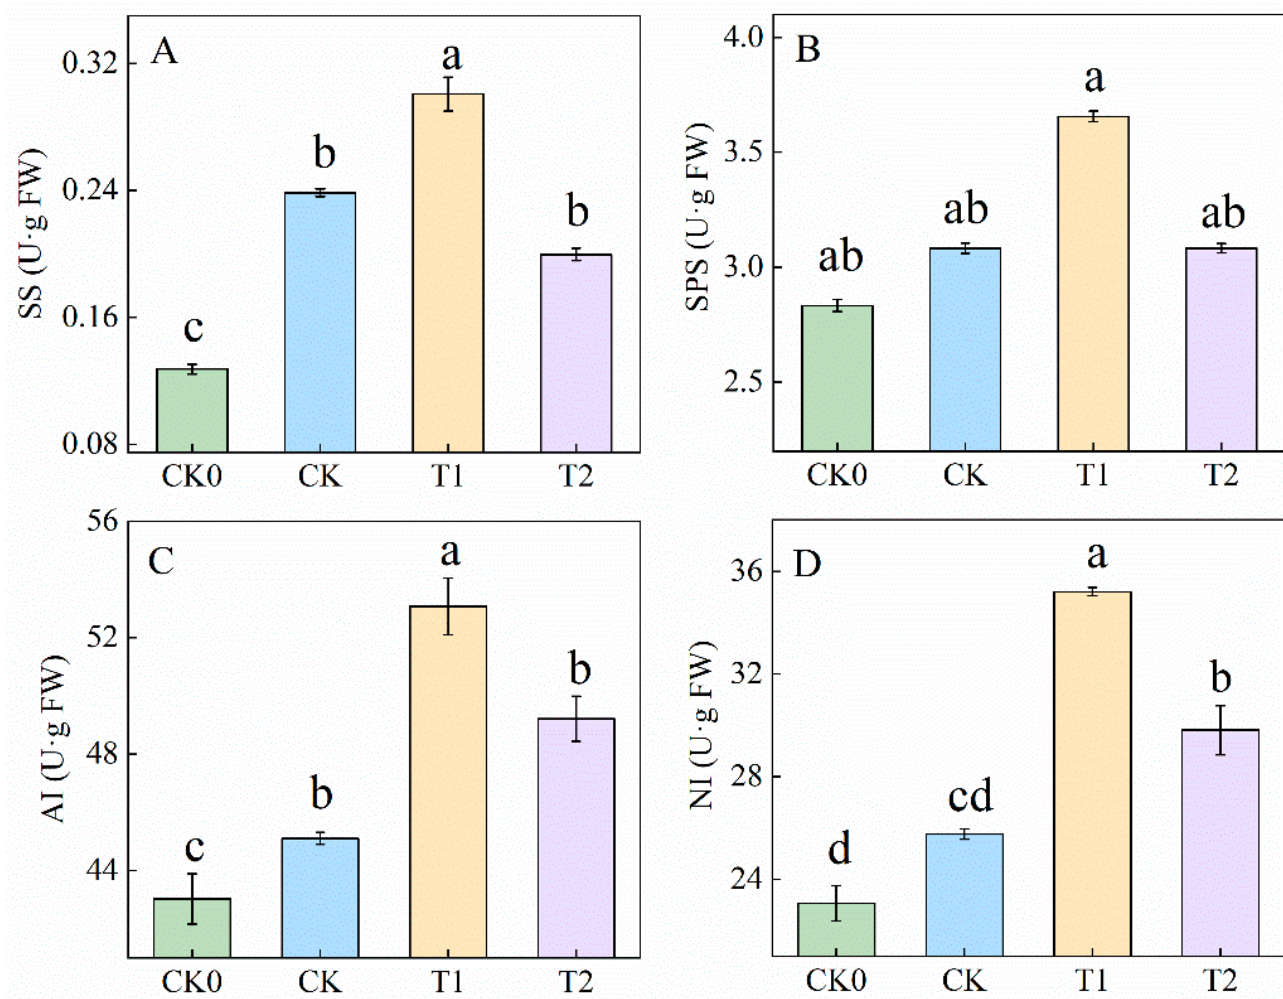 A
SS (U·g FW)
0.32
0.24
0.16
0.08
c
b
a
b
CK0 CK T1 T2
B
SPS (U·g FW)
4.0
3.5
3.0
2.5
ab
ab
a
ab
CK0 CK T1 T2
C
AI (U·g FW)
56
52
48
44
c
b
a
b
CK0 CK T1 T2
D
NI (U·g FW)
36
32
28
24
d
cd
a
b
CK0 CK T1 T2